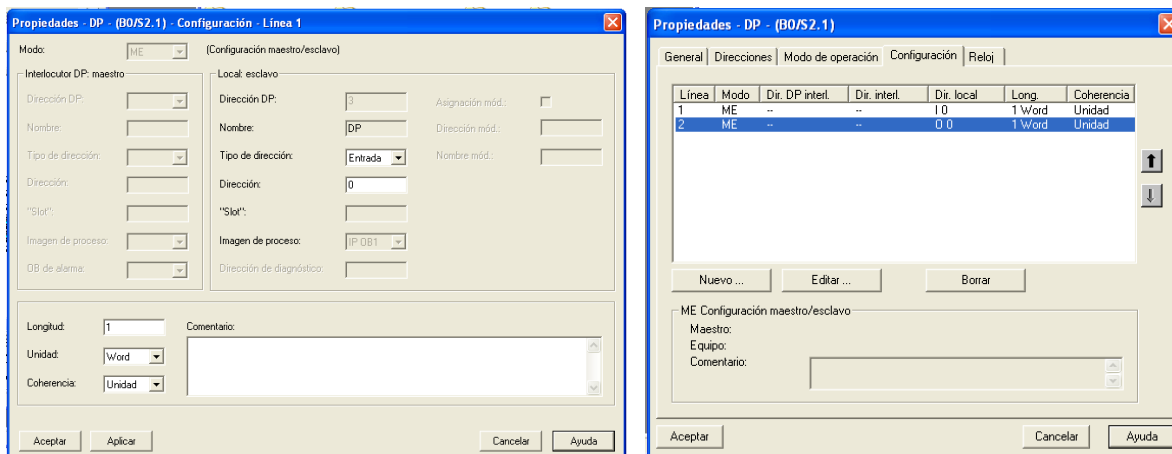 Propiedades - DP - (B0/S2.1) - Configuración - Línea 1
Modo: ME (Configuración maestro/esclavo)
Interlocutor DP: maestro
Dirección DP:
Nombre:
Tipo de dirección:
Dirección:
"Slot":
Imagen de proceso:
OB de alarma:
Local: esclavo
Dirección DP: 3
Nombre: DP
Tipo de dirección: Entrada
Dirección: 0
"Slot":
Imagen de proceso: IP OB1
Dirección de diagnóstico:
Asignación mód.:
Dirección mód.:
Nombre mód.:
Longitud: 1
Unidad: Word
Coherencia: Unidad
Comentario:
Aceptar Aplicar Cancelar Ayuda
Propiedades - DP - (B0/S2.1)
General Direcciones Modo de operación Configuración Reloj
Línea Modo Dir. DP interl. Dir. interl. Dir. local Long. Coherencia
1 ME -- -- I 0 1 Word Unidad
2 ME -- -- O 0 1 Word Unidad
Nuevo ... Editar ... Borrar
ME Configuración maestro/esclavo
Maestro:
Equipo:
Comentario:
Aceptar Cancelar Ayuda